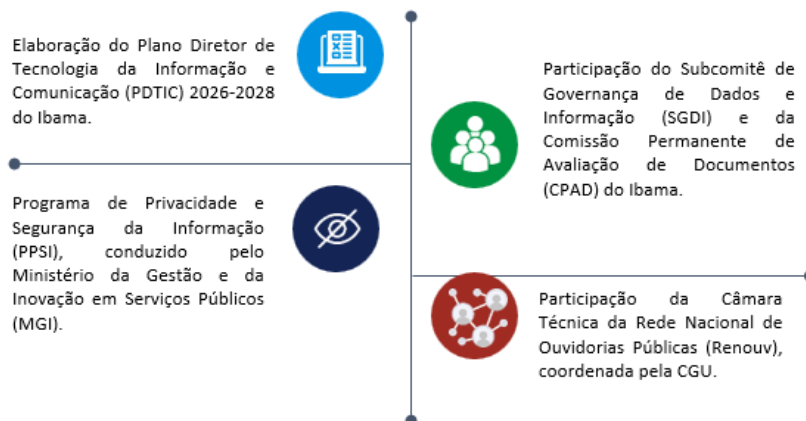 Elaboração do Plano Diretor de
Tecnologia da Informação e
Comunicação (PDTIC) 2026-2028
do Ibama.
Participação do Subcomitê de
Governança de Dados e
Informação (SGDI) e da
Comissão Permanente de
Avaliação de Documentos
(CPAD) do Ibama.
Programa de Privacidade e
Segurança da Informação
(PPSI), conduzido pelo
Ministério da Gestão e da
Inovação em Serviços Públicos
(MGI).
Participação da Câmara
Técnica da Rede Nacional de
Ouvidorias Públicas (Renouv),
coordenada pela CGU.